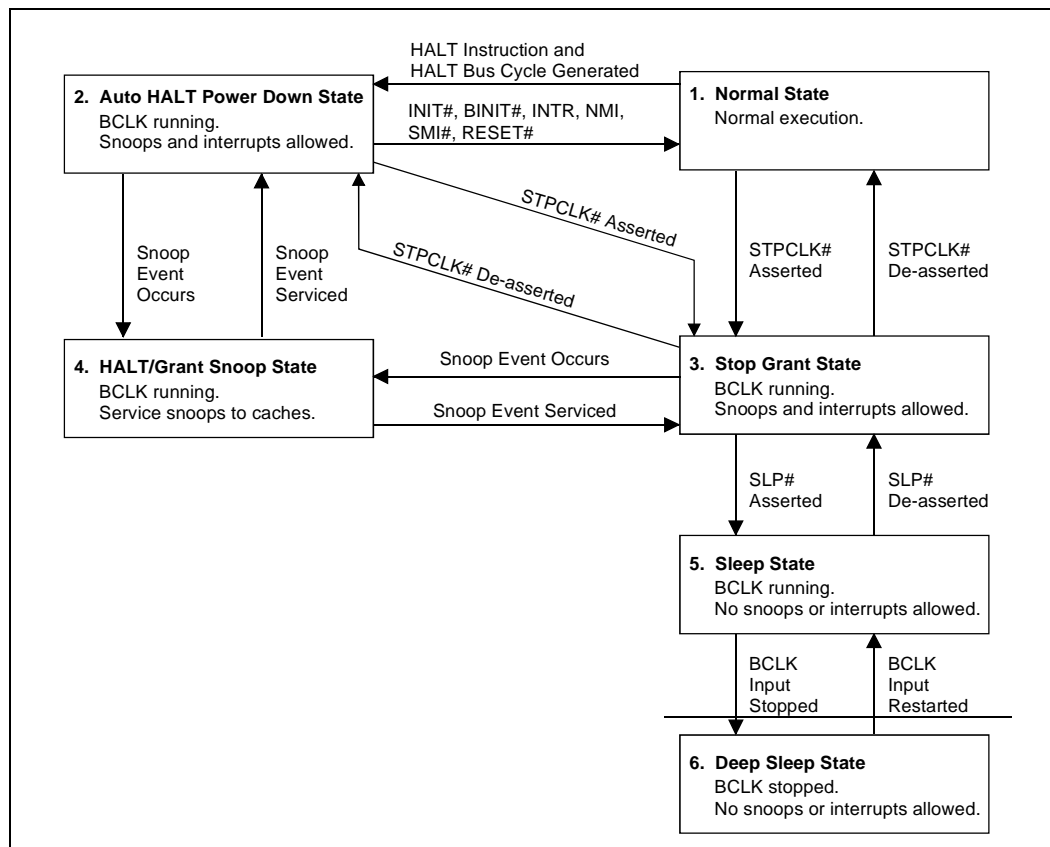 HALT Instruction and
HALT Bus Cycle Generated
2. Auto HALT Power Down State
BCLK running.
Snoops and interrupts allowed.
INIT#, BINIT#, INTR, NMI,
SMI#, RESET#
1. Normal State
Normal execution.
STPCLK# Asserted
STPCLK# De-asserted
Snoop
Event
Occurs
Snoop
Event
Serviced
STPCLK#
Asserted
STPCLK#
De-asserted
4. HALT/Grant Snoop State
BCLK running.
Service snoops to caches.
Snoop Event Occurs
Snoop Event Serviced
3. Stop Grant State
BCLK running.
Snoops and interrupts allowed.
SLP#
Asserted
SLP#
De-asserted
5. Sleep State
BCLK running.
No snoops or interrupts allowed.
BCLK
Input
Stopped
BCLK
Input
Restarted
6. Deep Sleep State
BCLK stopped.
No snoops or interrupts allowed.